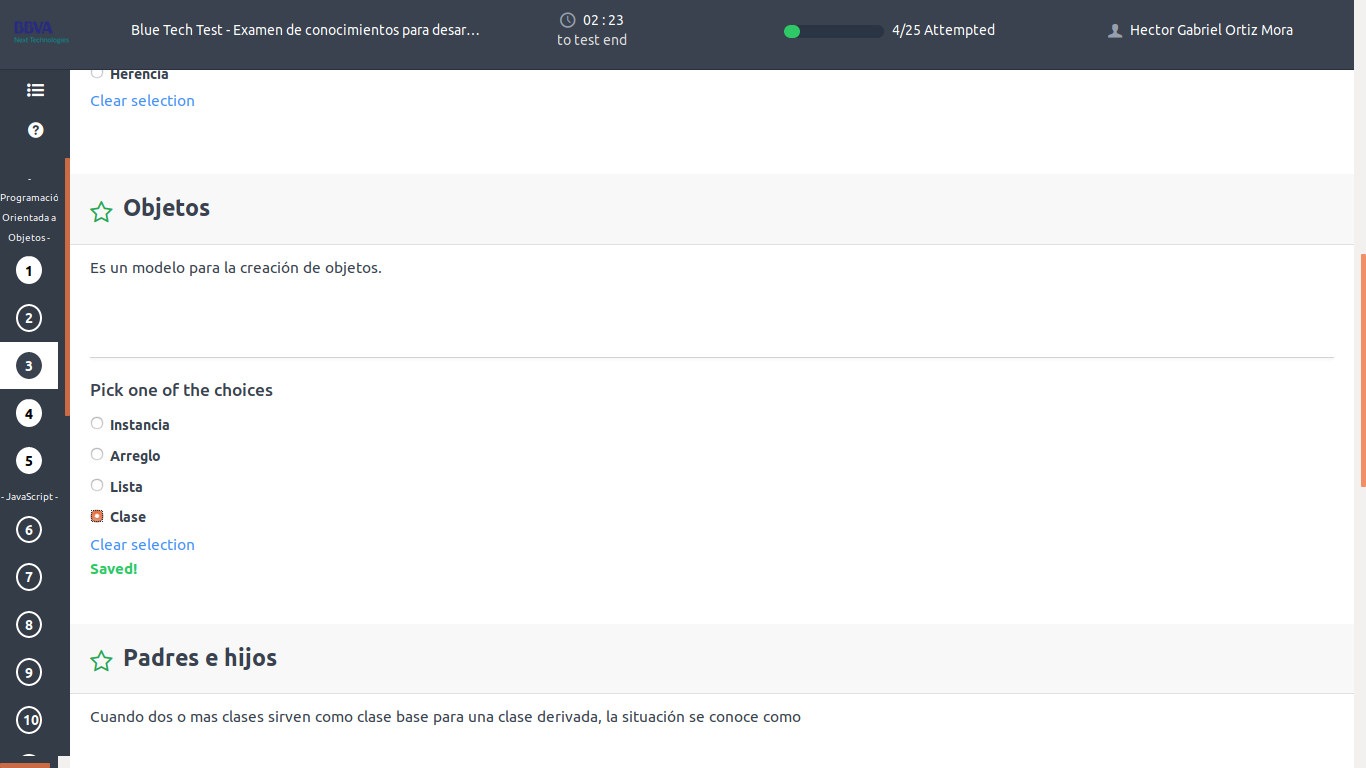 BBVA
Next Technologies
Blue Tech Test - Examen de conocimientos para desar...
02 : 23
to test end
4/25 Attempted
Hector Gabriel Ortiz Mora
Herencia
Clear selection
-
Programació
Orientada a
Objetos -
1
2
3
4
5
- JavaScript -
6
7
8
9
10
Objetos
Es un modelo para la creación de objetos.
Pick one of the choices
Instancia
Arreglo
Lista
Clase
Clear selection
Saved!
Padres e hijos
Cuando dos o mas clases sirven como clase base para una clase derivada, la situación se conoce como